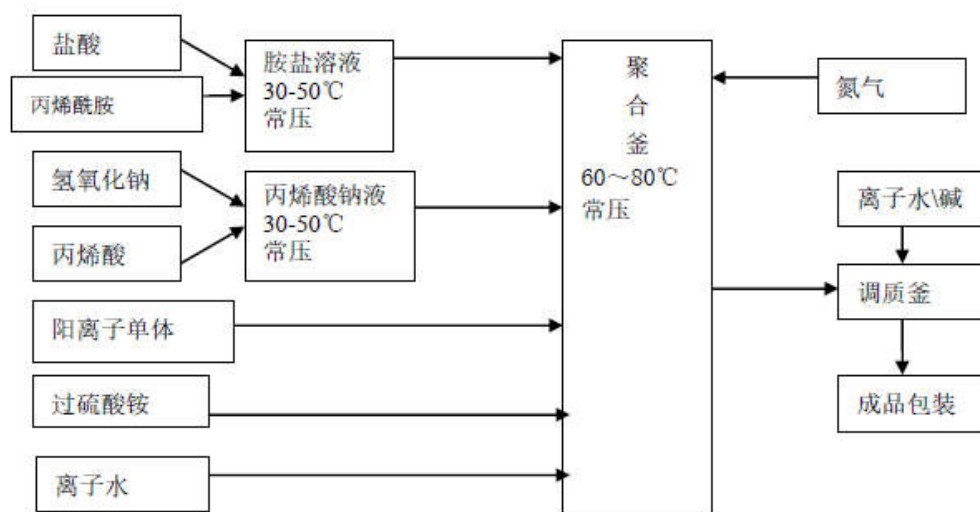 盐酸
丙烯酰胺
胺盐溶液
30-50℃
常压
氢氧化钠
丙烯酸
丙烯酸钠液
30-50℃
常压
阳离子单体
过硫酸铵
离子水
聚
合
釜
60～80℃
常压
氮气
离子水\碱
调质釜
成品包装